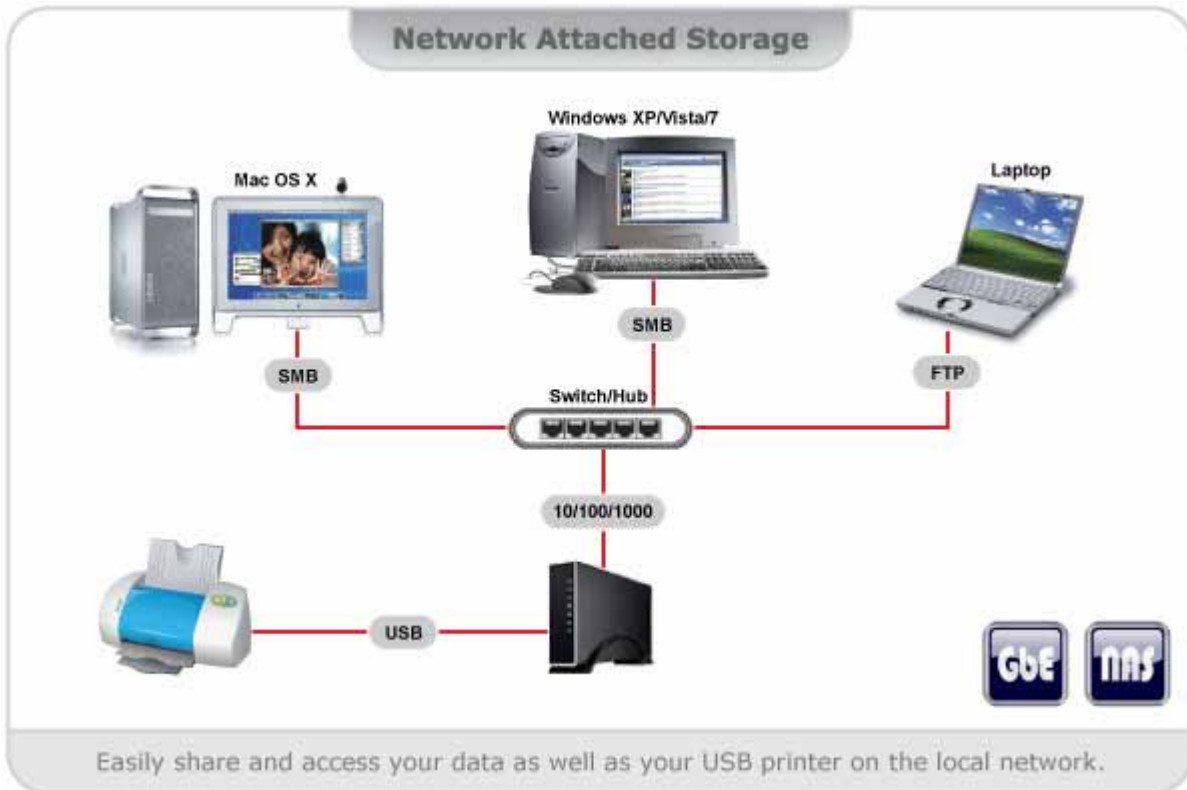 Network Attached Storage
Windows XP/Vista/7
Mac OS X
Laptop
SMB
SMB
FTP
Switch/Hub
10/100/1000
USB
GbE
NAS
Easily share and access your data as well as your USB printer on the local network.